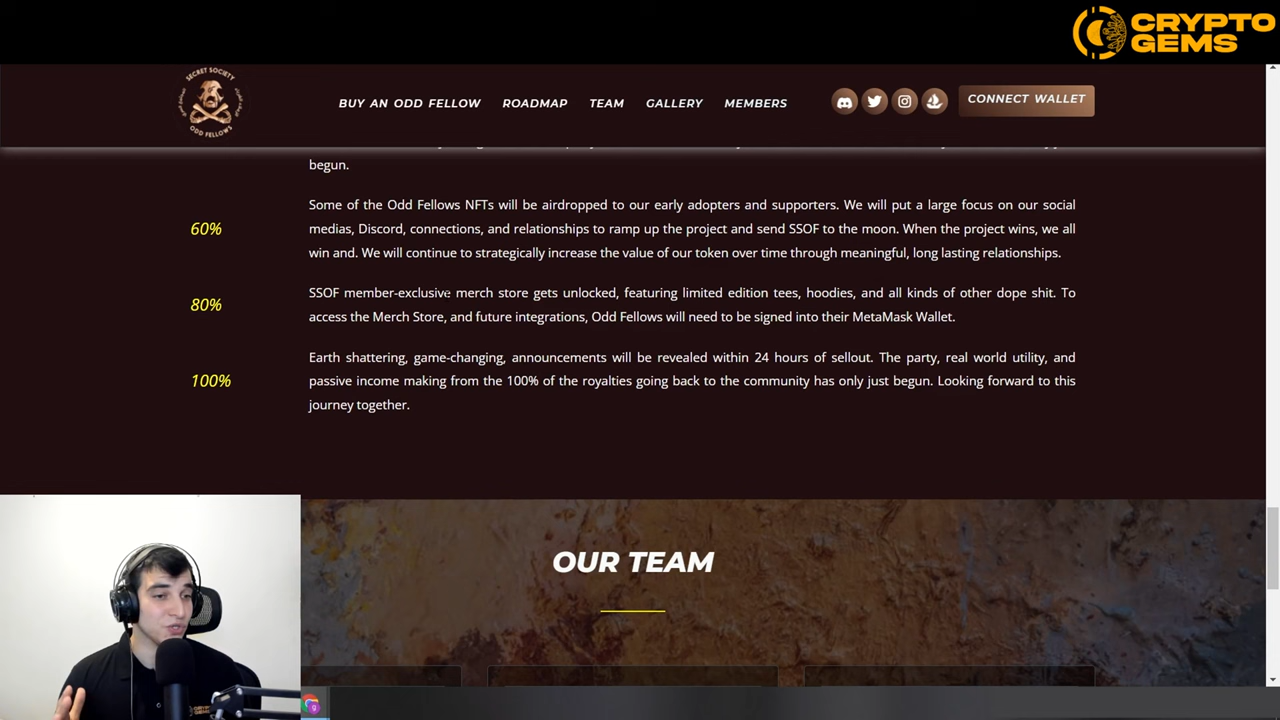 CRYPTO
GEMS
SECRET SOCIETY
ODD FELLOWS
BUY AN ODD FELLOW ROADMAP TEAM GALLERY MEMBERS CONNECT WALLET
begun.
60%
Some of the Odd Fellows NFTs will be airdropped to our early adopters and supporters. We will put a large focus on our social
medias, Discord, connections, and relationships to ramp up the project and send SSOF to the moon. When the project wins, we all
win and. We will continue to strategically increase the value of our token over time through meaningful, long lasting relationships.
80%
SSOF member-exclusive merch store gets unlocked, featuring limited edition tees, hoodies, and all kinds of other dope shit. To
access the Merch Store, and future integrations, Odd Fellows will need to be signed into their MetaMask Wallet.
100%
Earth shattering, game-changing, announcements will be revealed within 24 hours of sellout. The party, real world utility, and
passive income making from the 100% of the royalties going back to the community has only just begun. Looking forward to this
journey together.
OUR TEAM